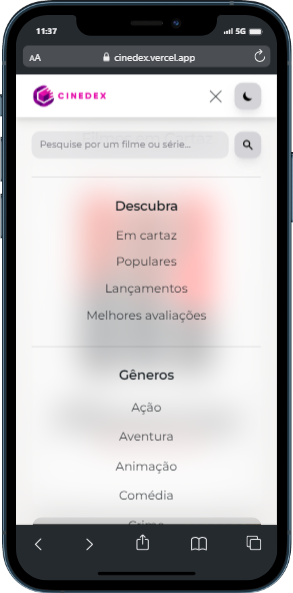 11:37
5G
AA
cinedex.vercel.app
CINEDEX
Pesquise por um filme ou série...
Descubra
Em cartaz
Populares
Lançamentos
Melhores avaliações
Gêneros
Ação
Aventura
Animação
Comédia
Crime